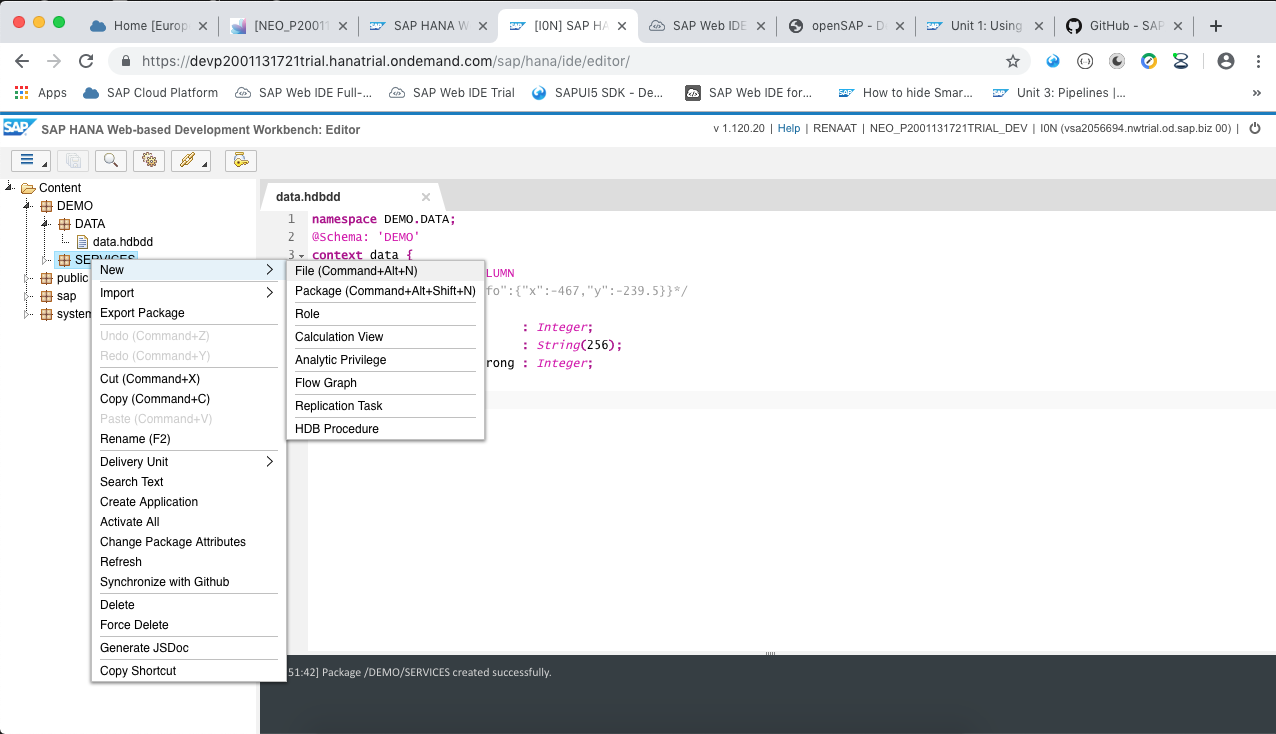 Home [Europ
[NEO_P20011
SAP HANA W
[I0N] SAP HA
SAP Web IDE
openSAP - D
Unit 1: Using
GitHub - SAP
https://devp2001131721trial.hanatrial.ondemand.com/sap/hana/ide/editor/
Apps
SAP Cloud Platform
SAP Web IDE Full-...
SAP Web IDE Trial
SAPUI5 SDK - De...
SAP Web IDE for...
How to hide Smar...
Unit 3: Pipelines |...
»
SAP
SAP HANA Web-based Development Workbench: Editor
v 1.120.20 | Help | RENAAT | NEO_P2001131721TRIAL_DEV | I0N (vsa2056694.nwtrial.od.sap.biz 00) |
Content
DEMO
DATA
data.hdbdd
SERVICES
public
sap
system
data.hdbdd
1 namespace DEMO.DATA;
2 @Schema: 'DEMO'
3 context data {
LUMN
fo":{"x":-467,"y":-239.5}}*/
: Integer;
: String(256);
rong : Integer;
New
Import
Export Package
Undo (Command+Z)
Redo (Command+Y)
Cut (Command+X)
Copy (Command+C)
Paste (Command+V)
Rename (F2)
Delivery Unit
Search Text
Create Application
Activate All
Change Package Attributes
Refresh
Synchronize with Github
Delete
Force Delete
Generate JSDoc
Copy Shortcut
File (Command+Alt+N)
Package (Command+Alt+Shift+N)
Role
Calculation View
Analytic Privilege
Flow Graph
Replication Task
HDB Procedure
51:42] Package /DEMO/SERVICES created successfully.